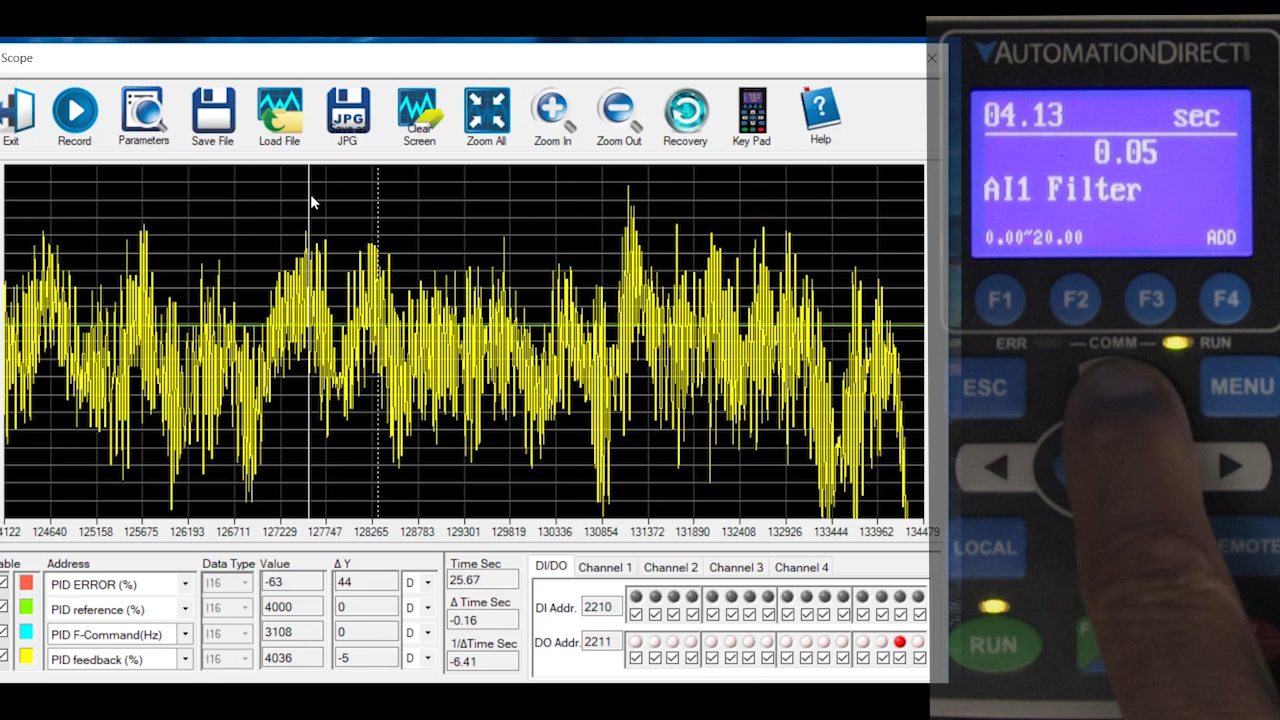 Scope
Exit
Record
Parameters
Save File
Load File
JPG
Save as
JPG
Clear
Screen
Zoom All
Zoom In
Zoom Out
Recovery
Key Pad
?
Help
124640 125158 125675 126193 126711 127229 127747 128265 128783 129301 129819 130336 130854 131372 131890 132408 132926 133444 133962 134479
Address Data Type Value Δ Y
PID ERROR (%) I16 -63 44 D
PID reference (%) I16 4000 0 D
PID F-Command(Hz) I16 3108 0 D
PID feedback (%) I16 4036 -5 D
Time Sec
25.67
Δ Time Sec
-0.16
1/ΔTime Sec
-6.41
DI/DO Channel 1 Channel 2 Channel 3 Channel 4
DI Addr. 2210
DO Addr. 2211
AUTOMATIONDIRECT
04.13 sec
0.05
AI1 Filter
0.00~20.00 ADD
F1 F2 F3 F4
ERR COMM RUN
ESC MENU
LOCAL
RUN